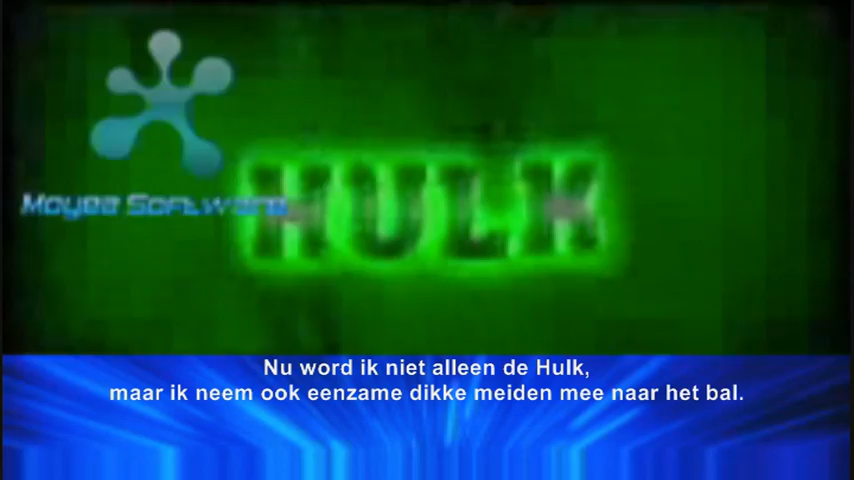 Moyea Software
HULK
Nu word ik niet alleen de Hulk,
maar ik neem ook eenzame dikke meiden mee naar het bal.